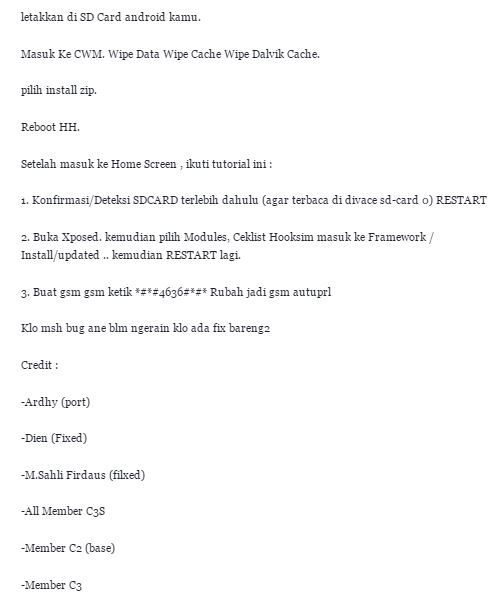 letakkan di SD Card android kamu.
Masuk Ke CWM. Wipe Data Wipe Cache Wipe Dalvik Cache.
pilih install zip.
Reboot HH.
Setelah masuk ke Home Screen , ikuti tutorial ini :
1. Konfirmasi/Deteksi SDCARD terlebih dahulu (agar terbaca di divace sd-card 0) RESTART
2. Buka Xposed. kemudian pilih Modules, Ceklist Hooksim masuk ke Framework /
Install/updated .. kemudian RESTART lagi.
3. Buat gsm gsm ketik *#*#4636#*#* Rubah jadi gsm autuprl
Klo msh bug ane blm ngerain klo ada fix bareng2
Credit :
-Ardhy (port)
-Dien (Fixed)
-M.Sahli Firdaus (filxed)
-All Member C3S
-Member C2 (base)
-Member C3